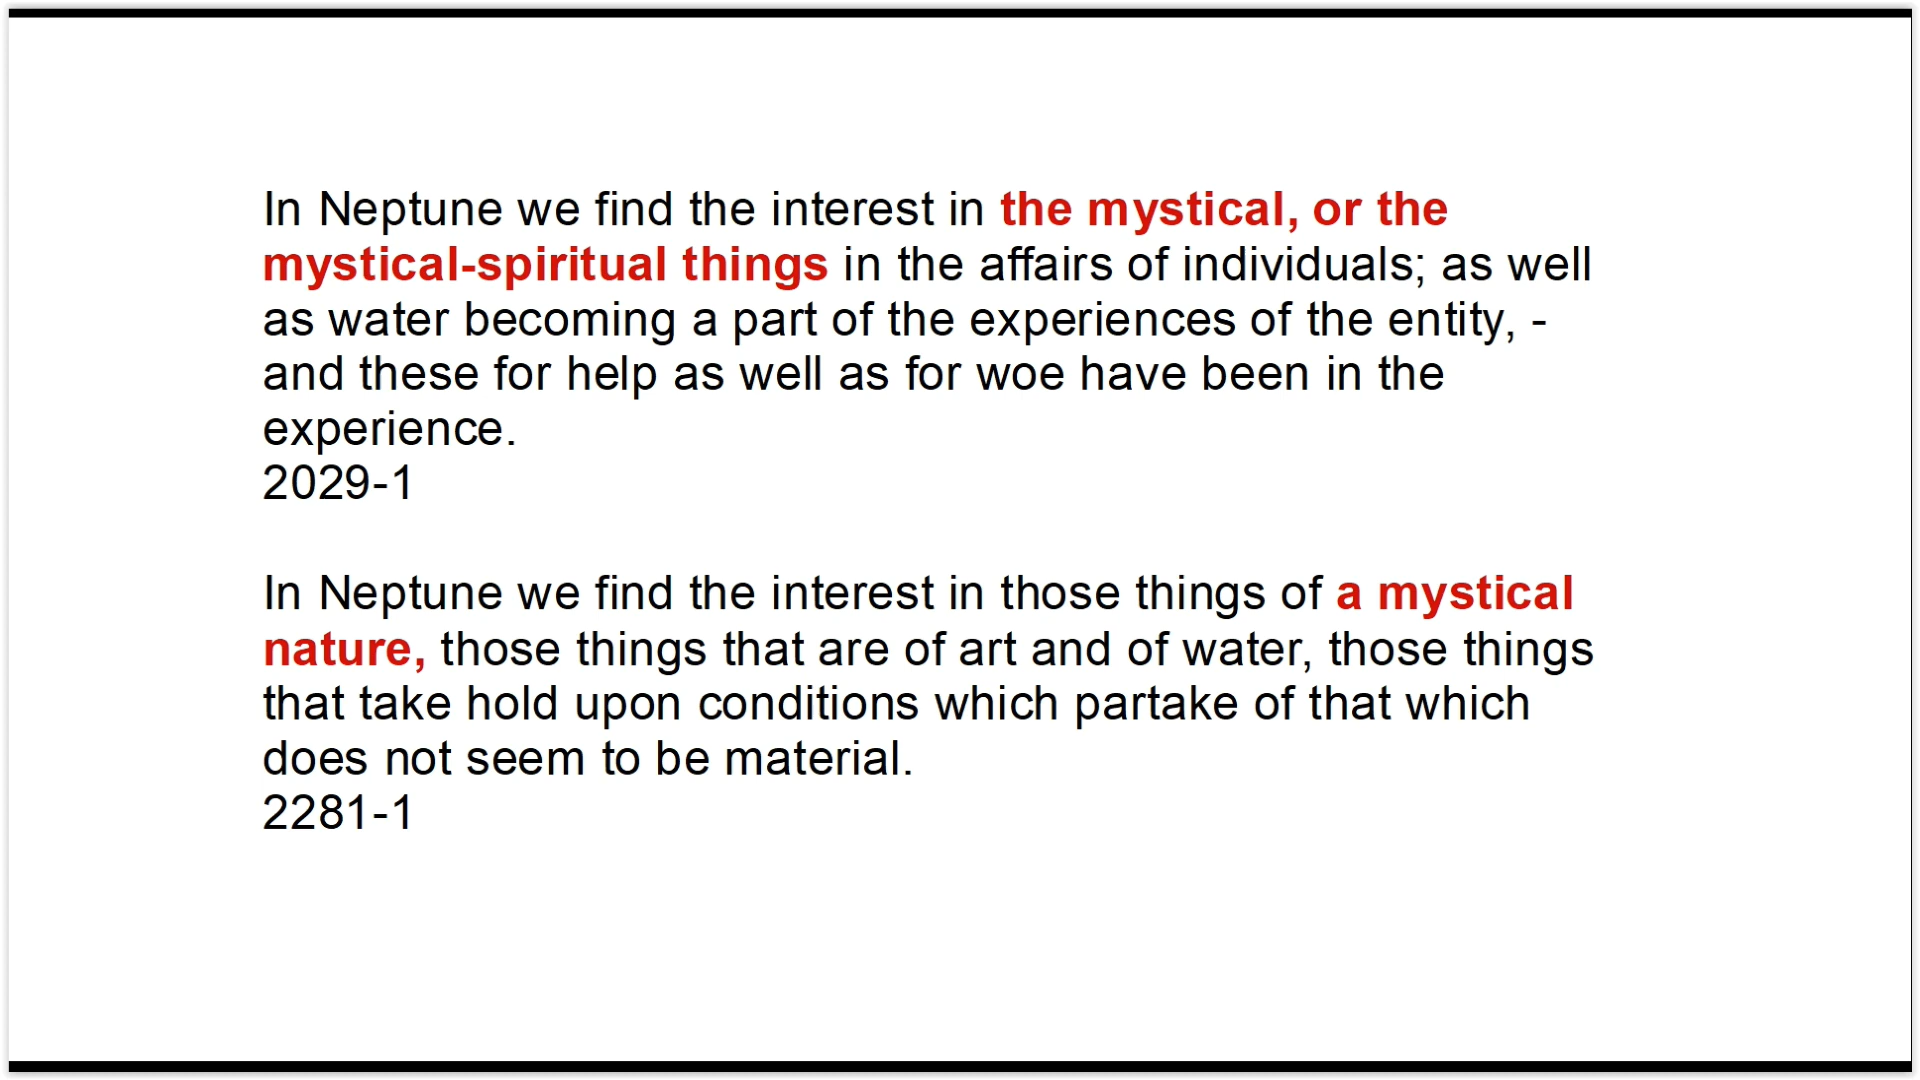 In Neptune we find the interest in the mystical, or the
mystical-spiritual things in the affairs of individuals; as well
as water becoming a part of the experiences of the entity, -
and these for help as well as for woe have been in the
experience.
2029-1
In Neptune we find the interest in those things of a mystical
nature, those things that are of art and of water, those things
that take hold upon conditions which partake of that which
does not seem to be material.
2281-1